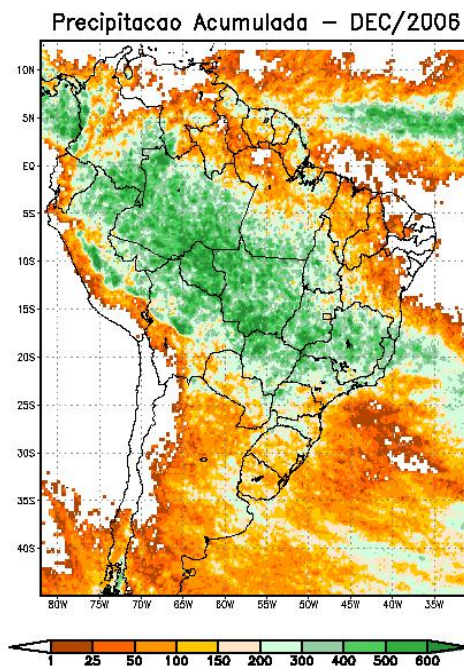 Precipitacao Acumulada – DEC/2006
10N
5N
EQ
5S
10S
15S
20S
25S
30S
35S
40S
80W 75W 70W 65W 60W 55W 50W 45W 40W 35W
1 25 50 100 150 200 300 400 500 600